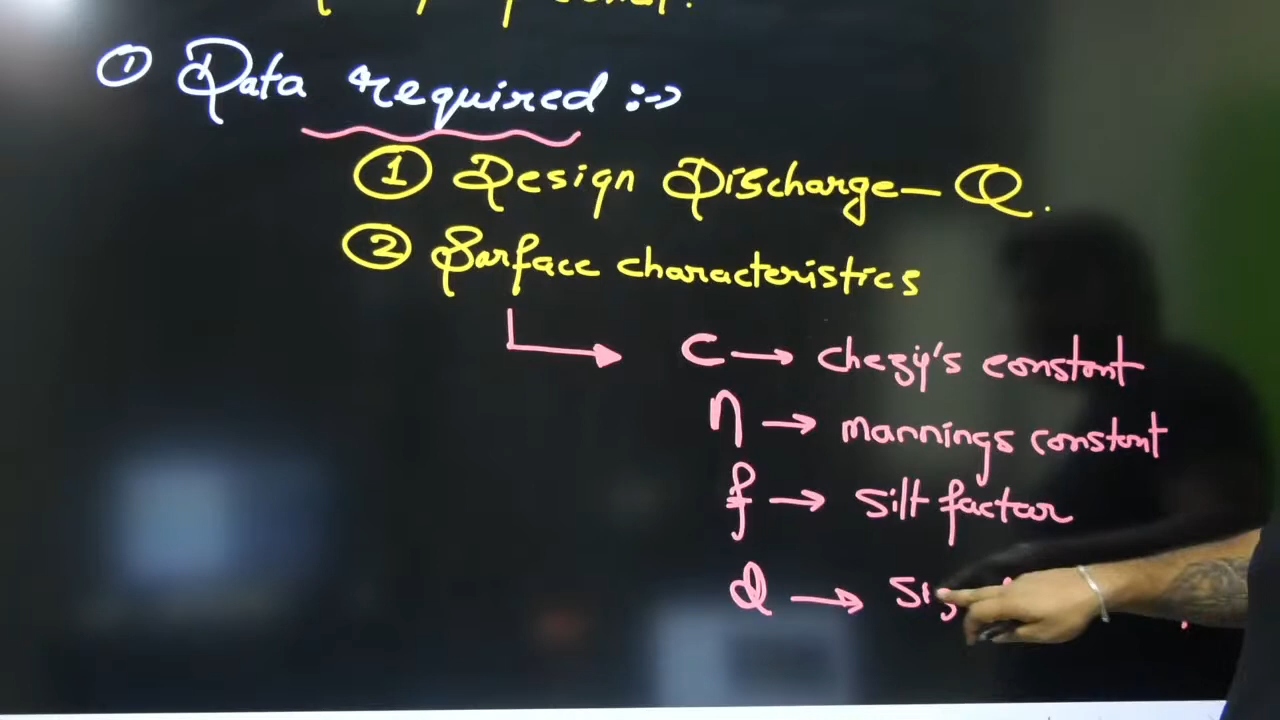 ① Data required :->
① Design Discharge - Q.
② Surface characteristics
C → chezy's constant
η → mannings constant
f → silt factor
d →